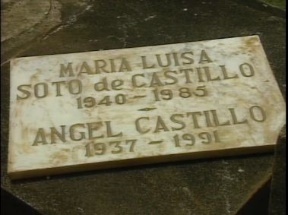 MARIA LUISA
SOTO de CASTILLO
1940 - 1985
-
ANGEL CASTILLO
1937 - 1991